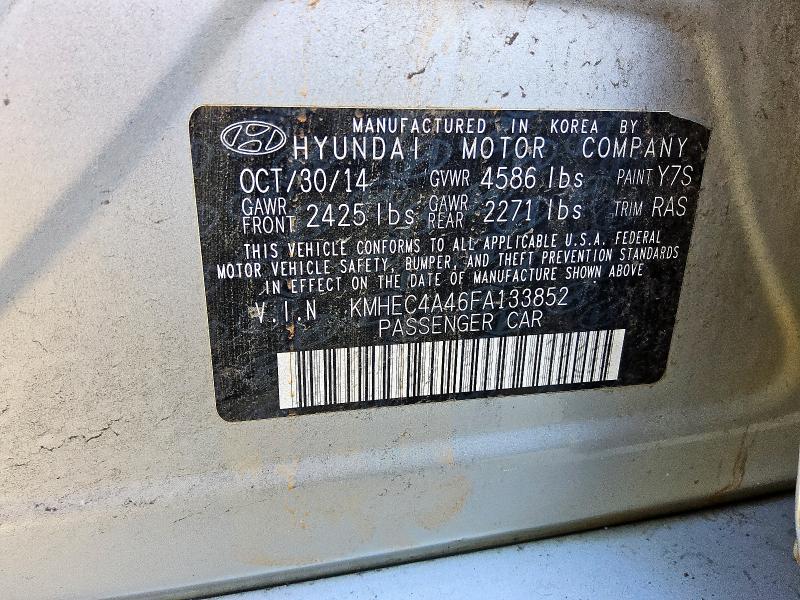 MANUFACTURED IN KOREA BY
HYUNDAI MOTOR COMPANY
OCT/30/14 GVWR 4586 lbs PAINT Y7S
GAWR FRONT 2425 lbs GAWR REAR 2271 lbs TRIM RAS
THIS VEHICLE CONFORMS TO ALL APPLICABLE U.S.A. FEDERAL
MOTOR VEHICLE SAFETY, BUMPER, AND THEFT PREVENTION STANDARDS
IN EFFECT ON THE DATE OF MANUFACTURE SHOWN ABOVE
V.I.N KMHEC4A46FA133852
PASSENGER CAR